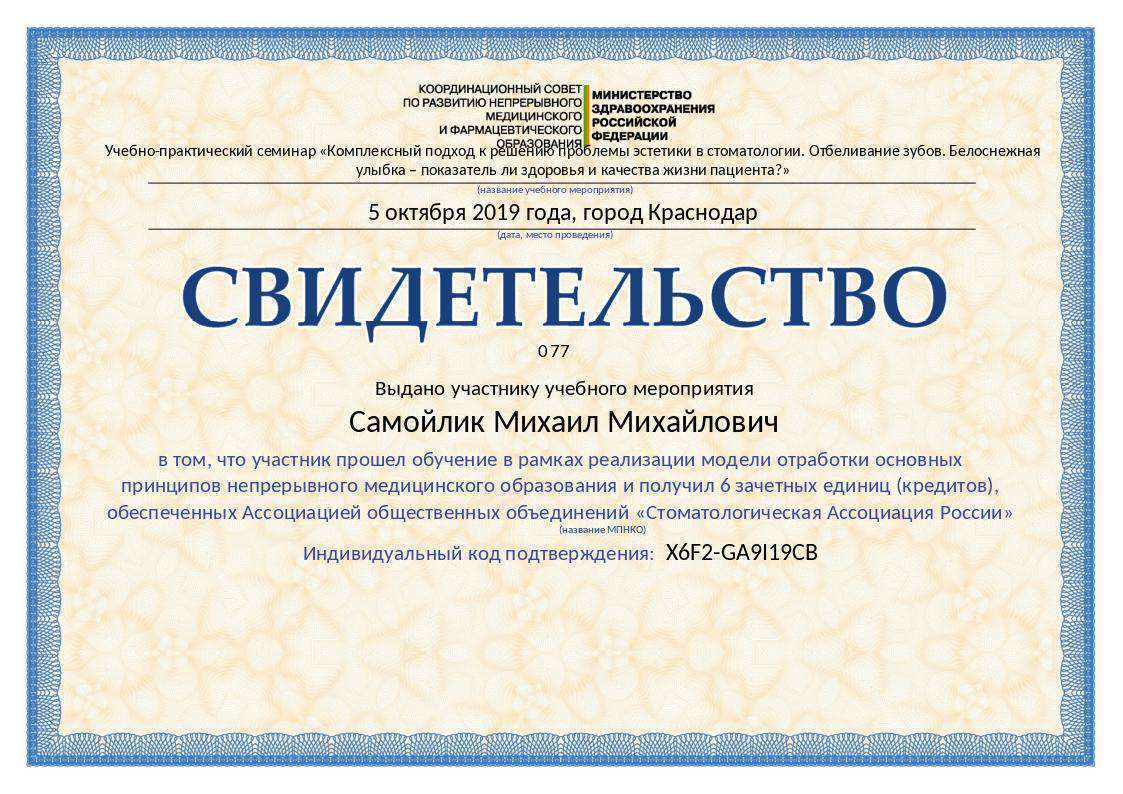 КООРДИНАЦИОННЫЙ СОВЕТ
ПО РАЗВИТИЮ НЕПРЕРЫВНОГО
МЕДИЦИНСКОГО
И ФАРМАЦЕВТИЧЕСКОГО
ОБРАЗОВАНИЯ
МИНИСТЕРСТВО
ЗДРАВООХРАНЕНИЯ
РОССИЙСКОЙ
ФЕДЕРАЦИИ
Учебно-практический семинар «Комплексный подход к решению проблемы эстетики в стоматологии. Отбеливание зубов. Белоснежная
улыбка – показатель ли здоровья и качества жизни пациента?»
(название учебного мероприятия)
5 октября 2019 года, город Краснодар
(дата, место проведения)
СВИДЕТЕЛЬСТВО
077
Выдано участнику учебного мероприятия
Самойлик Михаил Михайлович
в том, что участник прошел обучение в рамках реализации модели отработки основных
принципов непрерывного медицинского образования и получил 6 зачетных единиц (кредитов),
обеспеченных Ассоциацией общественных объединений «Стоматологическая Ассоциация России»
(название МПНКО)
Индивидуальный код подтверждения: X6F2-GA9I19CB